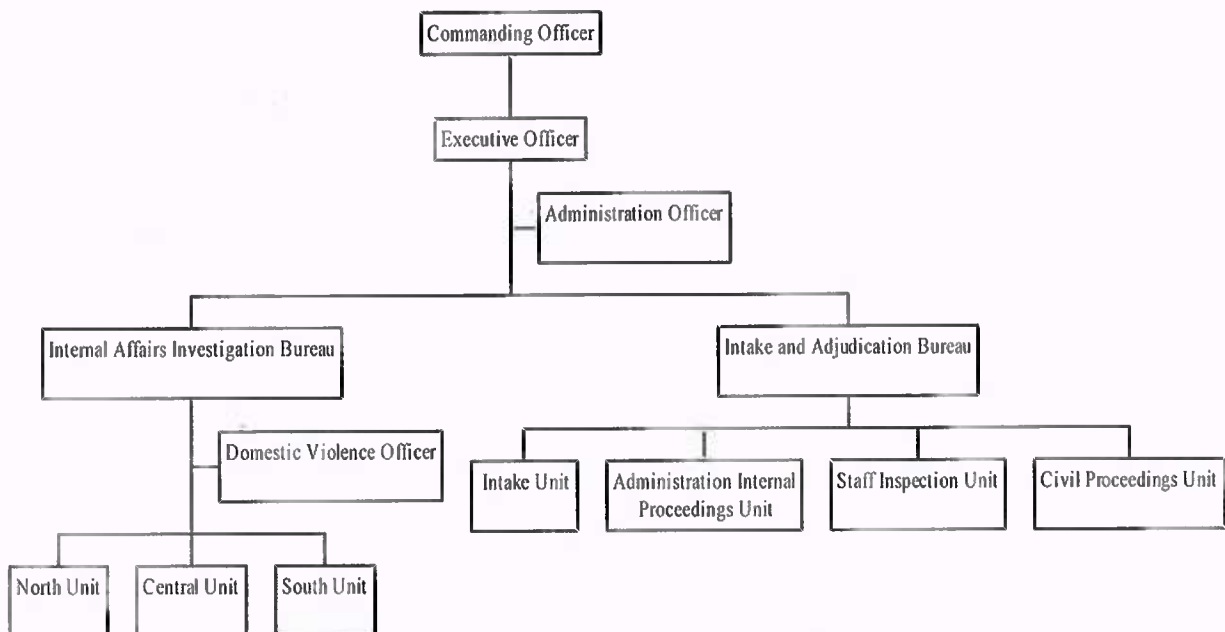 Commanding Officer
Executive Officer
Administration Officer
Internal Affairs Investigation Bureau
Intake and Adjudication Bureau
Domestic Violence Officer
Intake Unit
Administration Internal
Proceedings Unit
Staff Inspection Unit
Civil Proceedings Unit
North Unit
Central Unit
South Unit